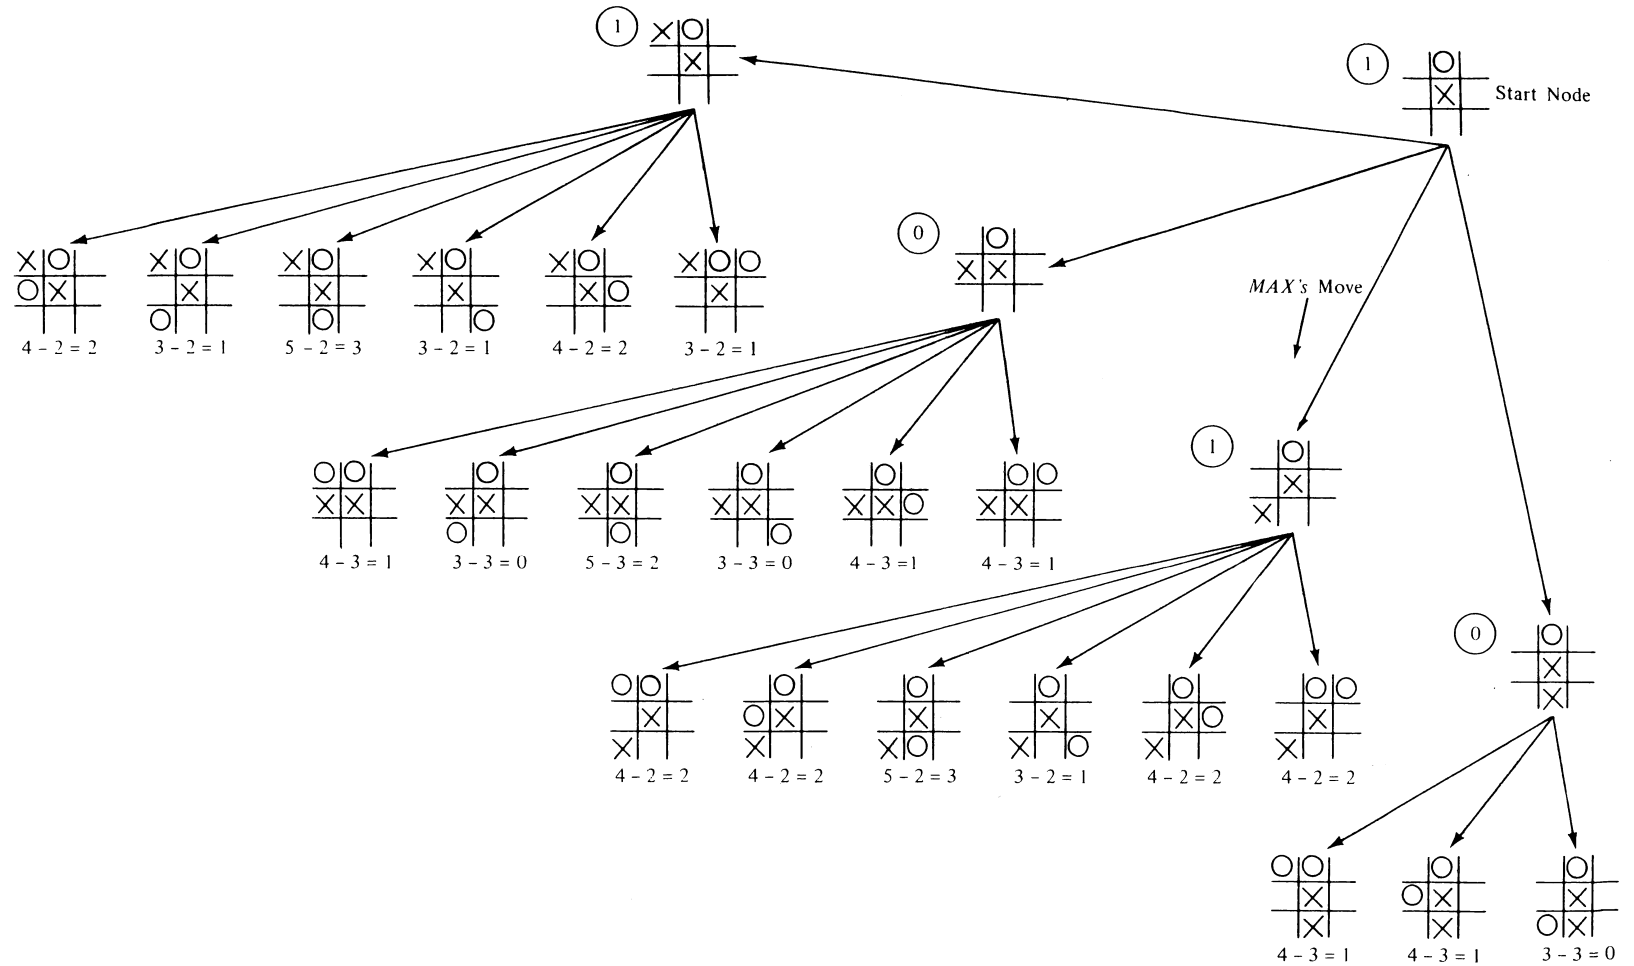 1
1
Start Node
0
MAX's Move
4 – 2 = 2 3 – 2 = 1 5 – 2 = 3 3 – 2 = 1 4 – 2 = 2 3 – 2 = 1
1
4 – 3 = 1 3 – 3 = 0 5 – 3 = 2 3 – 3 = 0 4 – 3 = 1 4 – 3 = 1
0
4 – 2 = 2 4 – 2 = 2 5 – 2 = 3 3 – 2 = 1 4 – 2 = 2 4 – 2 = 2
4 – 3 = 1 4 – 3 = 1 3 – 3 = 0